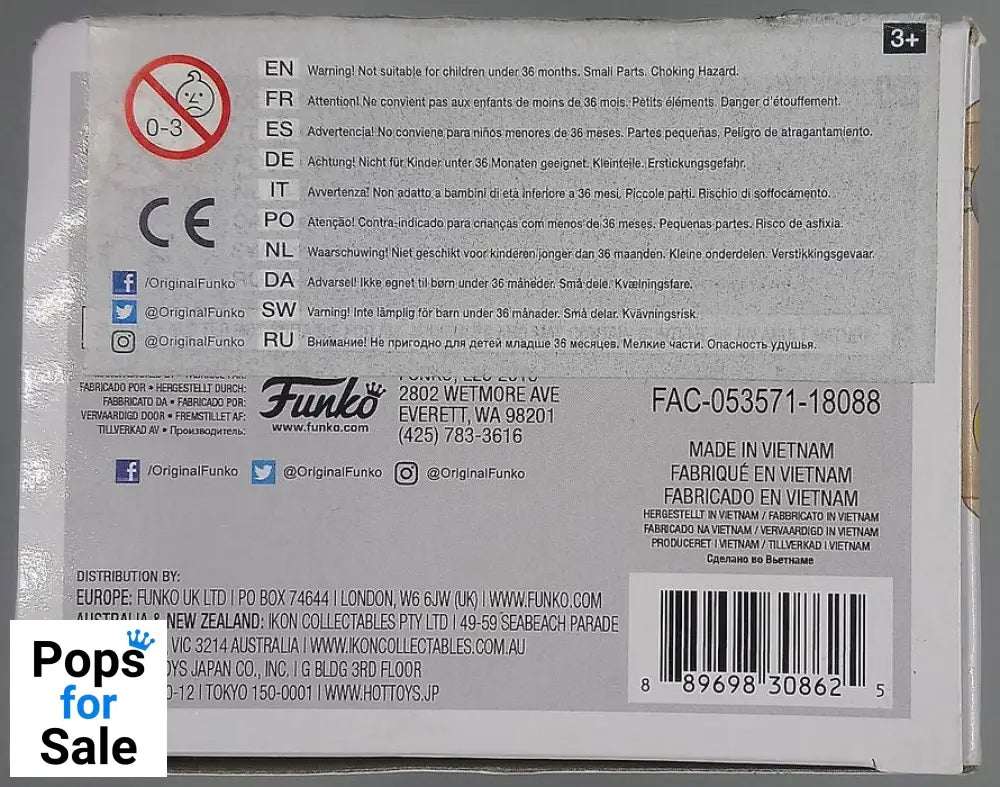 3+
0-3
EN Warning! Not suitable for children under 36 months. Small Parts. Choking Hazard.
FR Attention! Ne convient pas aux enfants de moins de 36 mois. Petits éléments. Danger d'étouffement.
ES Advertencia! No conviene para niños menores de 36 meses. Partes pequeñas, Peligro de atragantamiento.
DE Achtung! Nicht für Kinder unter 36 Monaten geeignet. Kleinteile. Erstickungsgefahr.
IT Avvertenza! Non adatto a bambini di età inferiore a 36 mesi. Piccole parti. Rischio di soffocamento.
PO Atenção! Contra-indicado para crianças com menos de 36 meses. Pequenas partes. Risco de asfixia.
NL Waarschuwing! Niet geschikt voor kinderen jonger dan 36 maanden. Kleine onderdelen. Verstikkingsgevaar.
DA Advarsel! Ikke egnet til børn under 36 måneder. Små dele. Kvælningsfare.
SW Varning! Inte lämplig för barn under 36 månader. Små delar. Kvävningsrisk.
RU Внимание! Не пригодно для детей младше 36 месяцев. Мелкие части. Опасность удушья.
CE
/OriginalFunko
@OriginalFunko
@OriginalFunko
FABRICADO POR • HERGESTELLT DURCH:
FABBRICATO DA • FABRICADO POR:
VERVAARDIGD DOOR • FREMSTILLET AF:
TILLVERKAD AV • Производитель:
Funko
www.funko.com
2802 WETMORE AVE
EVERETT, WA 98201
(425) 783-3616
/OriginalFunko @OriginalFunko @OriginalFunko
FAC-053571-18088
MADE IN VIETNAM
FABRIQUÉ EN VIETNAM
FABRICADO EN VIETNAM
HERGESTELLT IN VIETNAM / FABBRICATO IN VIETNAM
FABRICADO NA VIETNAM / VERVAARDIGD IN VIETNAM
PRODUCERET I VIETNAM / TILLVERKAD I VIETNAM
Сделано во Вьетнаме
DISTRIBUTION BY:
EUROPE: FUNKO UK LTD | PO BOX 74644 | LONDON, W6 6JW (UK) | WWW.FUNKO.COM
AUSTRALIA & NEW ZEALAND: IKON COLLECTABLES PTY LTD | 49-59 SEABEACH PARADE
VIC 3214 AUSTRALIA | WWW.IKONCOLLECTABLES.COM.AU
JAPAN CO., INC. | G BLDG 3RD FLOOR
| TOKYO 150-0001 | WWW.HOTTOYS.JP
8 89698 30862 5
Pops
for
Sale